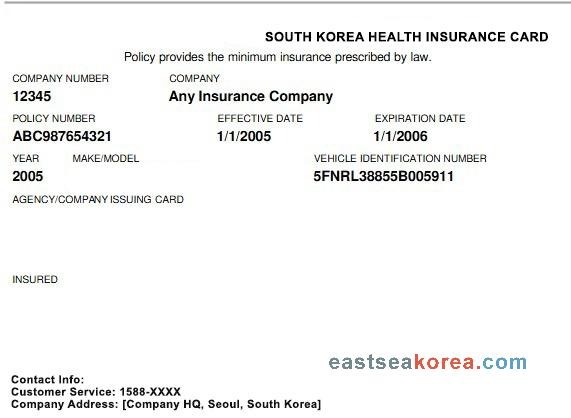 SOUTH KOREA HEALTH INSURANCE CARD
Policy provides the minimum insurance prescribed by law.
COMPANY NUMBER COMPANY
12345 Any Insurance Company
POLICY NUMBER EFFECTIVE DATE EXPIRATION DATE
ABC987654321 1/1/2005 1/1/2006
YEAR MAKE/MODEL VEHICLE IDENTIFICATION NUMBER
2005 5FNRL38855B005911
AGENCY/COMPANY ISSUING CARD
INSURED
eastseakorea.com
Contact Info:
Customer Service: 1588-XXXX
Company Address: [Company HQ, Seoul, South Korea]